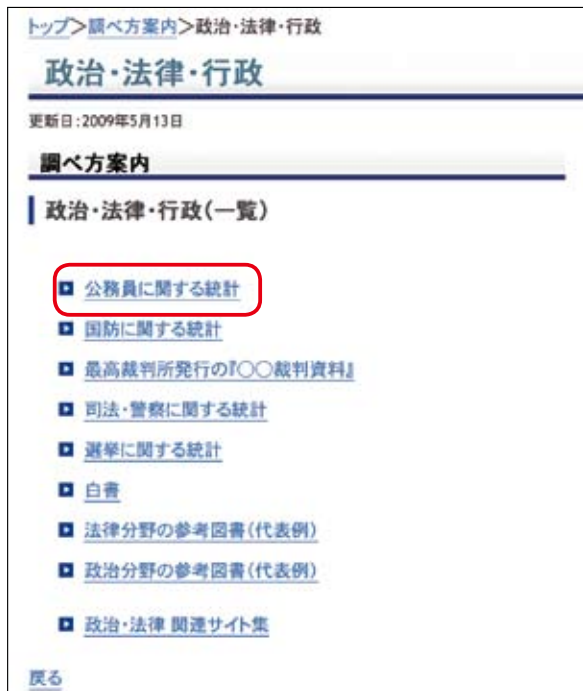 トップ>調べ方案内>政治・法律・行政
政治・法律・行政
更新日:2009年5月13日
調べ方案内
政治・法律・行政(一覧)
公務員に関する統計
国防に関する統計
最高裁判所発行の『○○裁判資料』
司法・警察に関する統計
選挙に関する統計
白書
法律分野の参考図書(代表例)
政治分野の参考図書(代表例)
政治・法律 関連サイト集
戻る